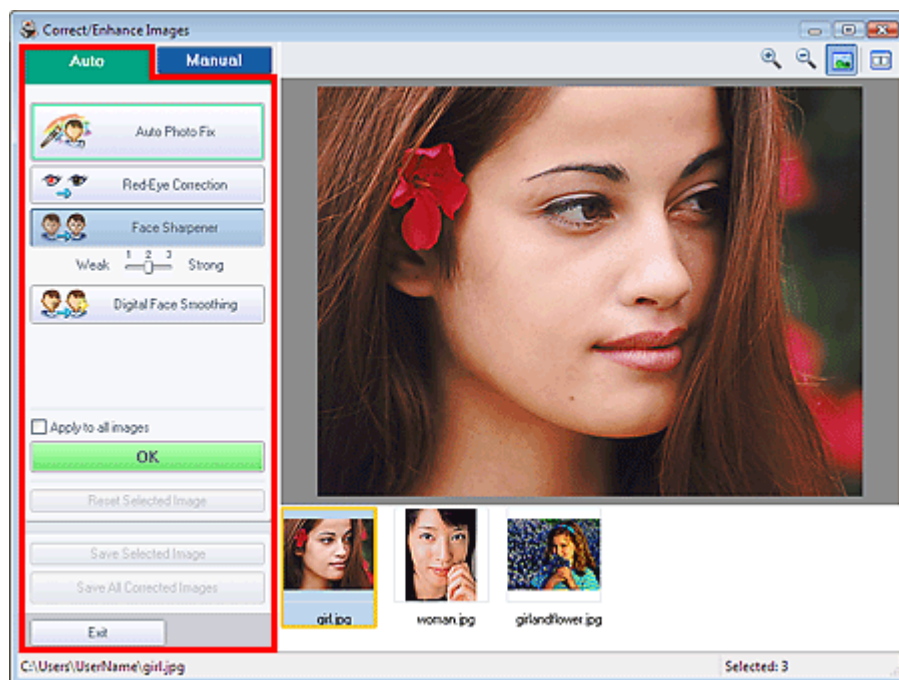 Correct/Enhance Images
Auto Manual
Auto Photo Fix
Red-Eye Correction
Face Sharpener
1 2 3
Weak Strong
Digital Face Smoothing
Apply to all images
OK
Reset Selected Image
Save Selected Image
Save All Corrected Images
Exit
girl.jpg woman.jpg girlandflower.jpg
C:\Users\UserName\girl.jpg Selected: 3